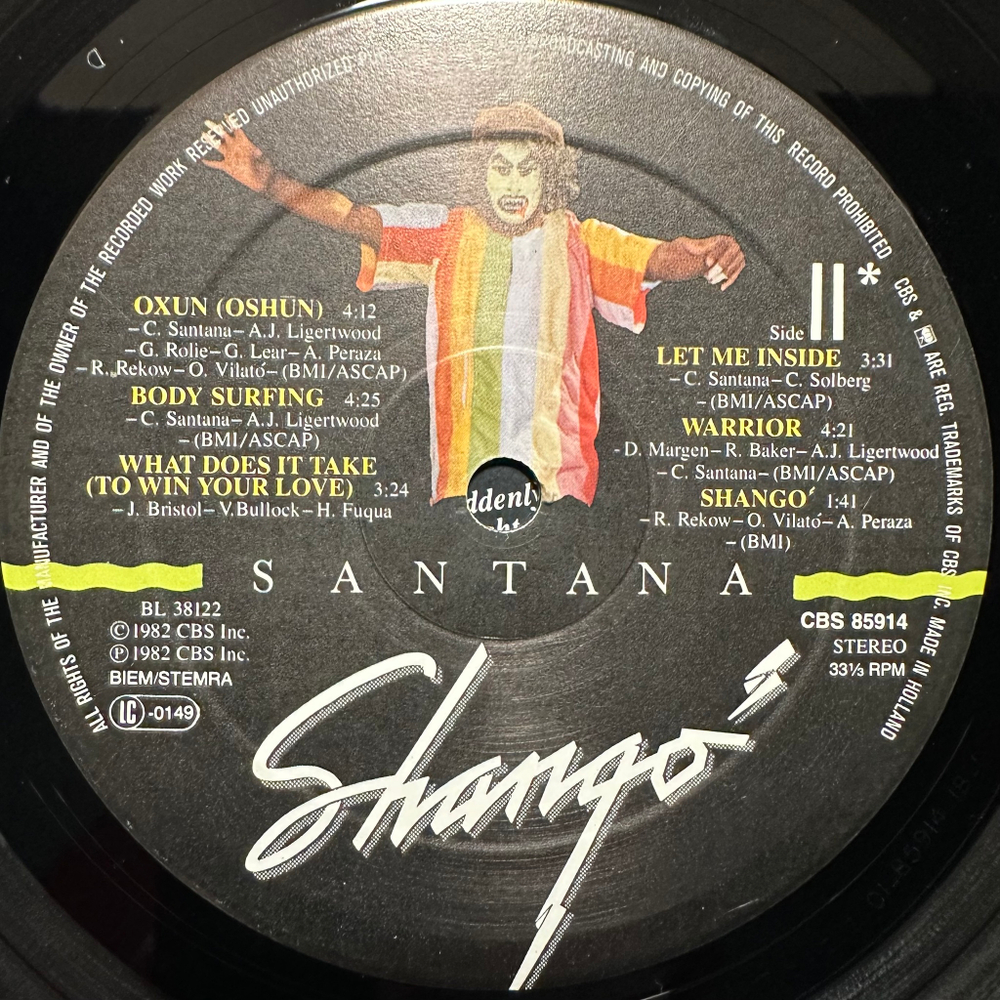 D
ALL RIGHTS OF THE MANUFACTURER AND OF THE OWNER OF THE RECORDED WORK RESERVED UNAUTHORIZED BROADCASTING AND COPYING OF THIS RECORD PROHIBITED CBS & ARE REG. TRADEMARKS OF CBS INC. MADE IN HOLLAND
Side II*
OXUN (OSHUN) 4:12
–C. Santana–A.J. Ligertwood
–G. Rolie–G. Lear–A. Peraza
–R. Rekow–O. Vilató–(BMI/ASCAP)
BODY SURFING 4:25
–C. Santana–A.J. Ligertwood
–(BMI/ASCAP)
WHAT DOES IT TAKE
(TO WIN YOUR LOVE) 3:24
–J. Bristol–V.Bullock–H. Fuqua
LET ME INSIDE 3:31
–C. Santana–C. Solberg
–(BMI/ASCAP)
WARRIOR 4:21
-D. Margen–R. Baker–A.J. Ligertwood
–C. Santana–(BMI/ASCAP)
SHANGÓ 1:41
–R. Rekow–O. Vilató–A. Peraza
–(BMI)
ddenly
ht
SANTANA
BL 38122
©1982 CBS Inc.
℗1982 CBS Inc.
BIEM/STEMRA
LC -0149
CBS 85914
STEREO
33⅓ RPM
Shangó